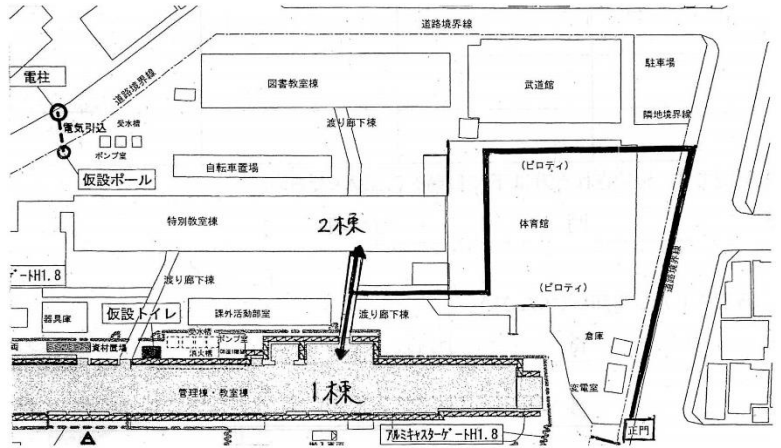 道路境界線
電柱
道路境界線
図書教室棟
武道館
駐車場
電気引込
受水槽
渡り廊下棟
隣地境界線
ポンプ室
仮設ポール
自転車置場
(ピロティ)
特別教室棟
2棟
体育館
道路境界線
ｹﾞｰﾄH1.8
渡り廊下棟
(ピロティ)
器具庫
仮設トイレ
課外活動部室
渡り廊下棟
受水槽
ポンプ室
倉庫
資材置場
消火槽
管理棟・教室棟
1棟
変電室
ｱﾙﾐｷｬｽﾀｰｹﾞｰﾄH1.8
正門